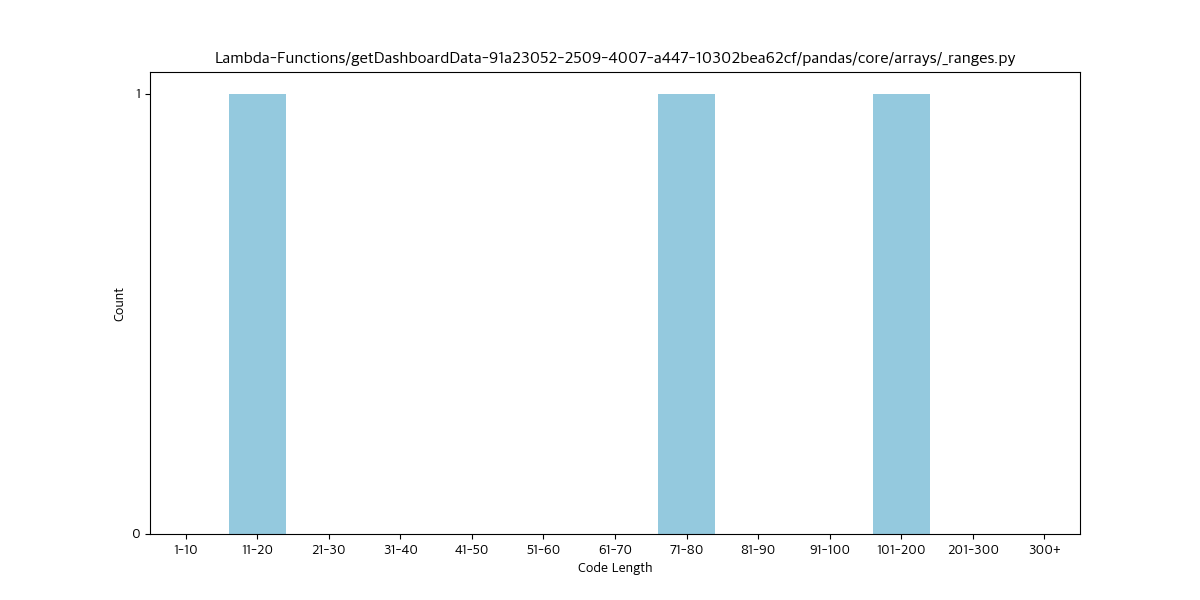 Lambda-Functions/getDashboardData-91a23052-2509-4007-a447-10302bea62cf/pandas/core/arrays/_ranges.py
1
Count
0
1-10 11-20 21-30 31-40 41-50 51-60 61-70 71-80 81-90 91-100 101-200 201-300 300+
Code Length